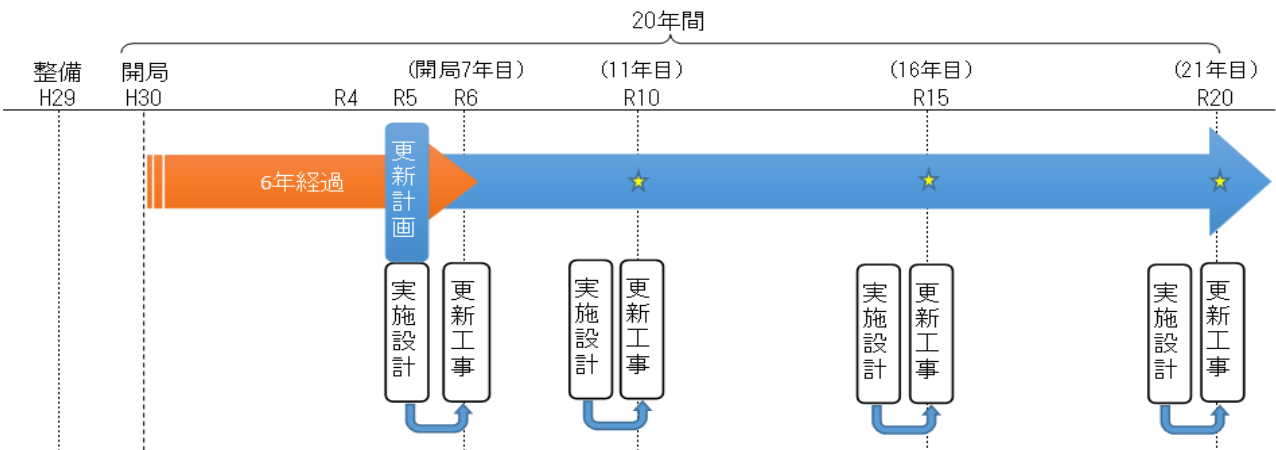 20年間
整備 開局 (開局7年目) (11年目) (16年目) (21年目)
H29 H30 R4 R5 R6 R10 R15 R20
6年経過
更新計画
実施設計
更新工事
実施設計
更新工事
実施設計
更新工事
実施設計
更新工事